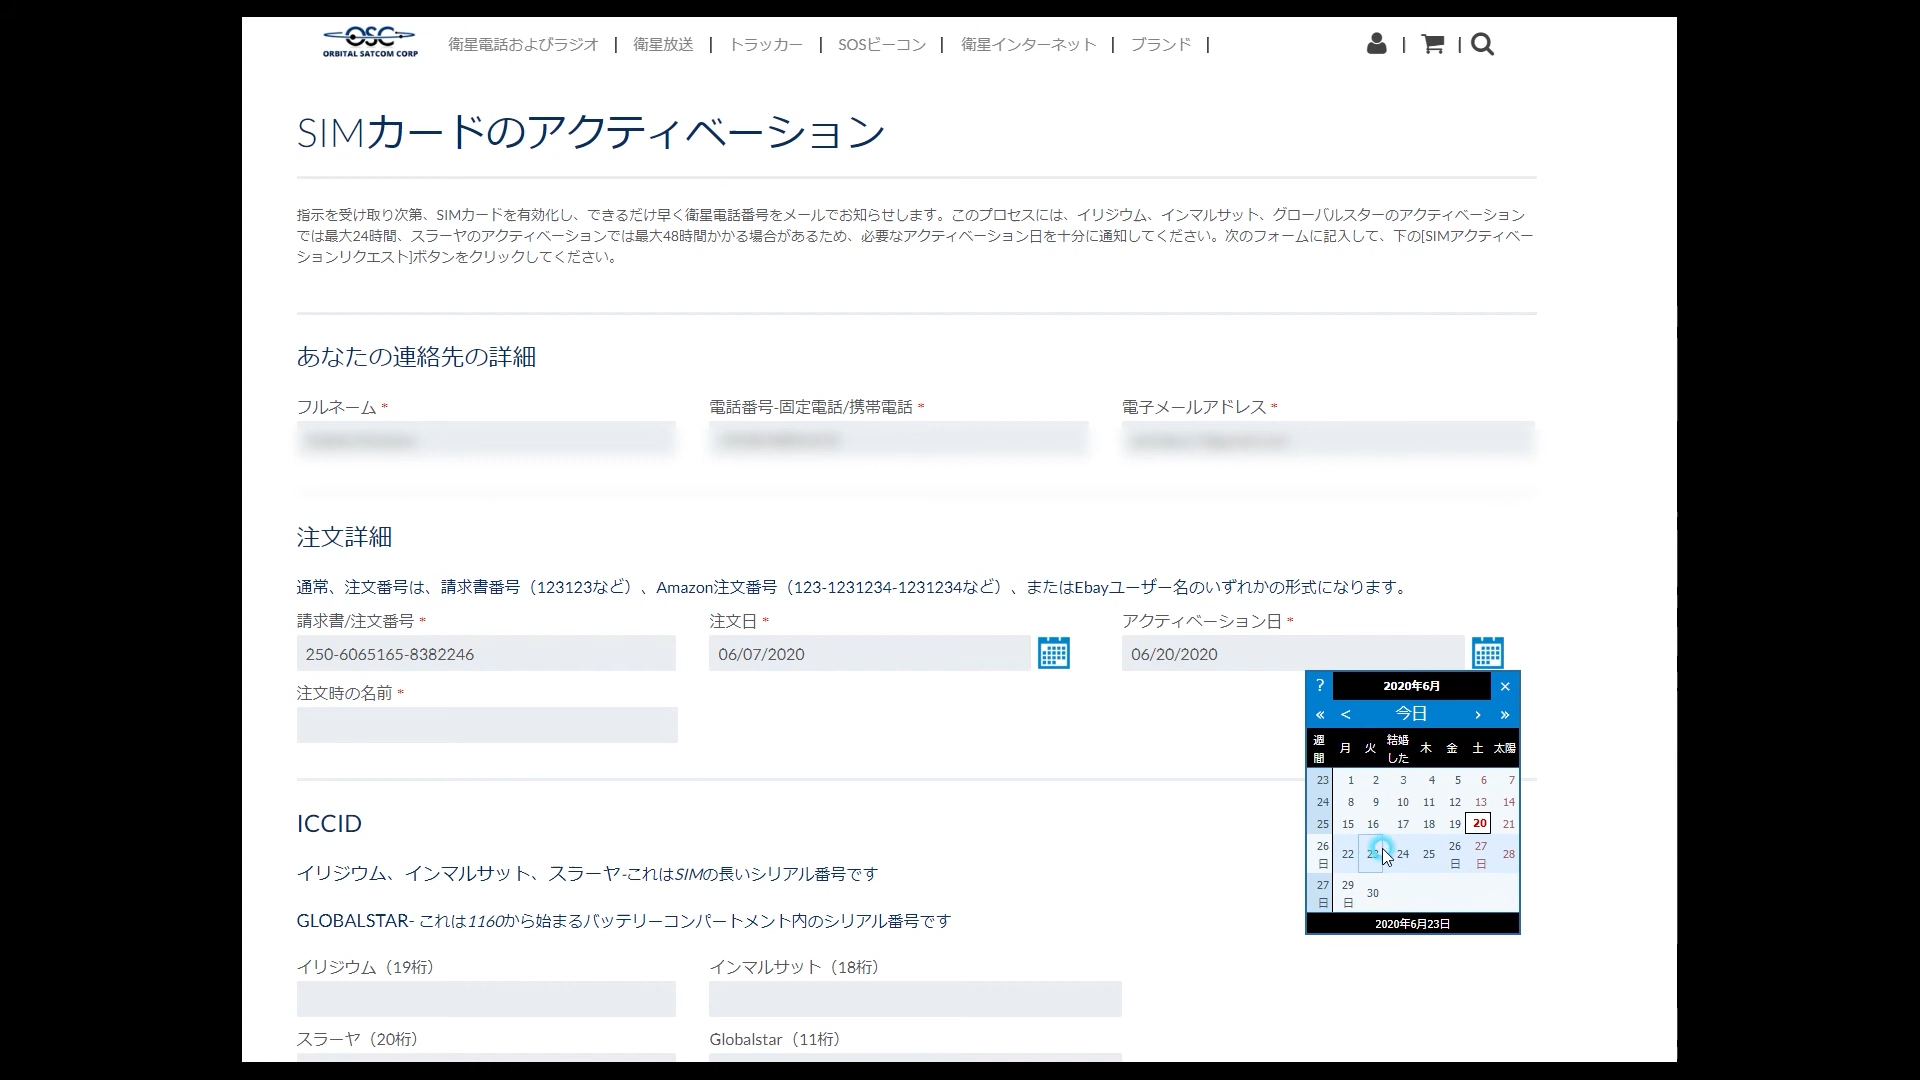 OSC
ORBITAL SATCOM CORP
衛星電話およびラジオ | 衛星放送 | トラッカー | SOSビーコン | 衛星インターネット | ブランド |
SIMカードのアクティベーション
指示を受け取り次第、SIMカードを有効化し、できるだけ早く衛星電話番号をメールでお知らせします。このプロセスには、イリジウム、インマルサット、グローバルスターのアクティベーション
では最大24時間、スラーヤのアクティベーションでは最大48時間かかる場合があるため、必要なアクティベーション日を十分に通知してください。次のフォームに記入して、下の[SIMアクティベー
ションリクエスト]ボタンをクリックしてください。
あなたの連絡先の詳細
フルネーム * 電話番号-固定電話/携帯電話 * 電子メールアドレス *
注文詳細
通常、注文番号は、請求書番号（123123など）、Amazon注文番号（123-1231234-1231234など）、またはEbayユーザー名のいずれかの形式になります。
請求書/注文番号 * 注文日 * アクティベーション日 *
250-6065165-8382246 06/07/2020 06/20/2020
注文時の名前 *
? 2020年6月 ×
« < 今日 > »
週間 月 火 結婚した 木 金 土 太陽
23 1 2 3 4 5 6 7
24 8 9 10 11 12 13 14
25 15 16 17 18 19 20 21
26日 22 23 24 25 26日 27日 28
27日 29日 30
2020年6月23日
ICCID
イリジウム、インマルサット、スラーヤ-これはSIMの長いシリアル番号です
GLOBALSTAR- これは1160から始まるバッテリーコンパートメント内のシリアル番号です
イリジウム（19桁） インマルサット（18桁）
スラーヤ（20桁） Globalstar（11桁）